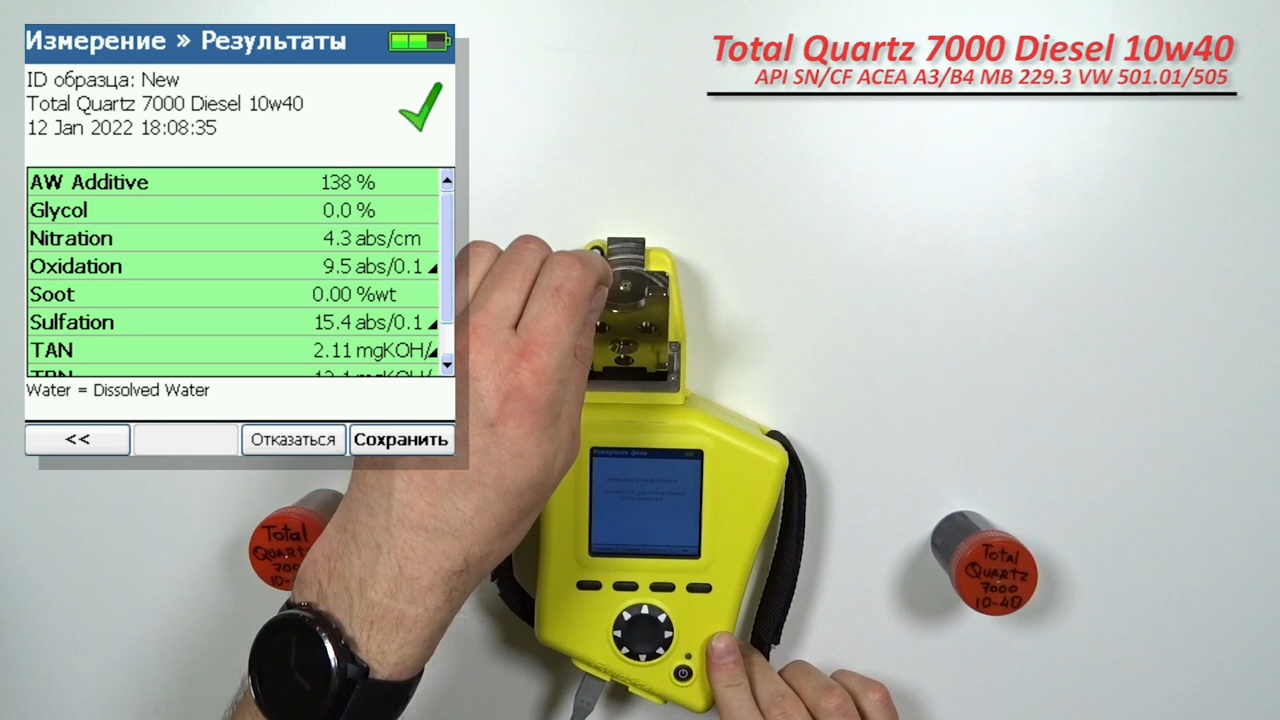 Измерение » Результаты
ID образца: New
Total Quartz 7000 Diesel 10w40
12 Jan 2022 18:08:35
AW Additive 138 %
Glycol 0.0 %
Nitration 4.3 abs/cm
Oxidation 9.5 abs/0.1
Soot 0.00 %wt
Sulfation 15.4 abs/0.1
TAN 2.11 mgKOH/
Water = Dissolved Water
<<
Отказаться
Сохранить
Total Quartz 7000 Diesel 10w40
API SN/CF ACEA A3/B4 MB 229.3 VW 501.01/505
Измерение фона
Total
Quartz
7000
10-
Total
Quartz
7000
10-40